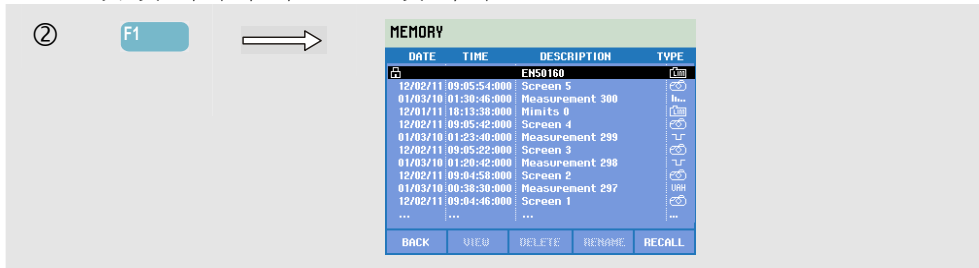 ② F1
MEMORY
DATE TIME DESCRIPTION TYPE
EN50160
12/02/11 09:05:54:000 Screen 5
01/03/10 01:30:46:000 Measurement 300
12/01/11 18:13:38:000 Mimits 0
12/02/11 09:05:42:000 Screen 4
01/03/10 01:23:40:000 Measurement 299
12/02/11 09:05:22:000 Screen 3
01/03/10 01:20:42:000 Measurement 298
12/02/11 09:04:58:000 Screen 2
01/03/10 00:38:30:000 Measurement 297 UAH
12/02/11 09:04:46:000 Screen 1
... ... ... ...
BACK VIEW DELETE RENAME RECALL